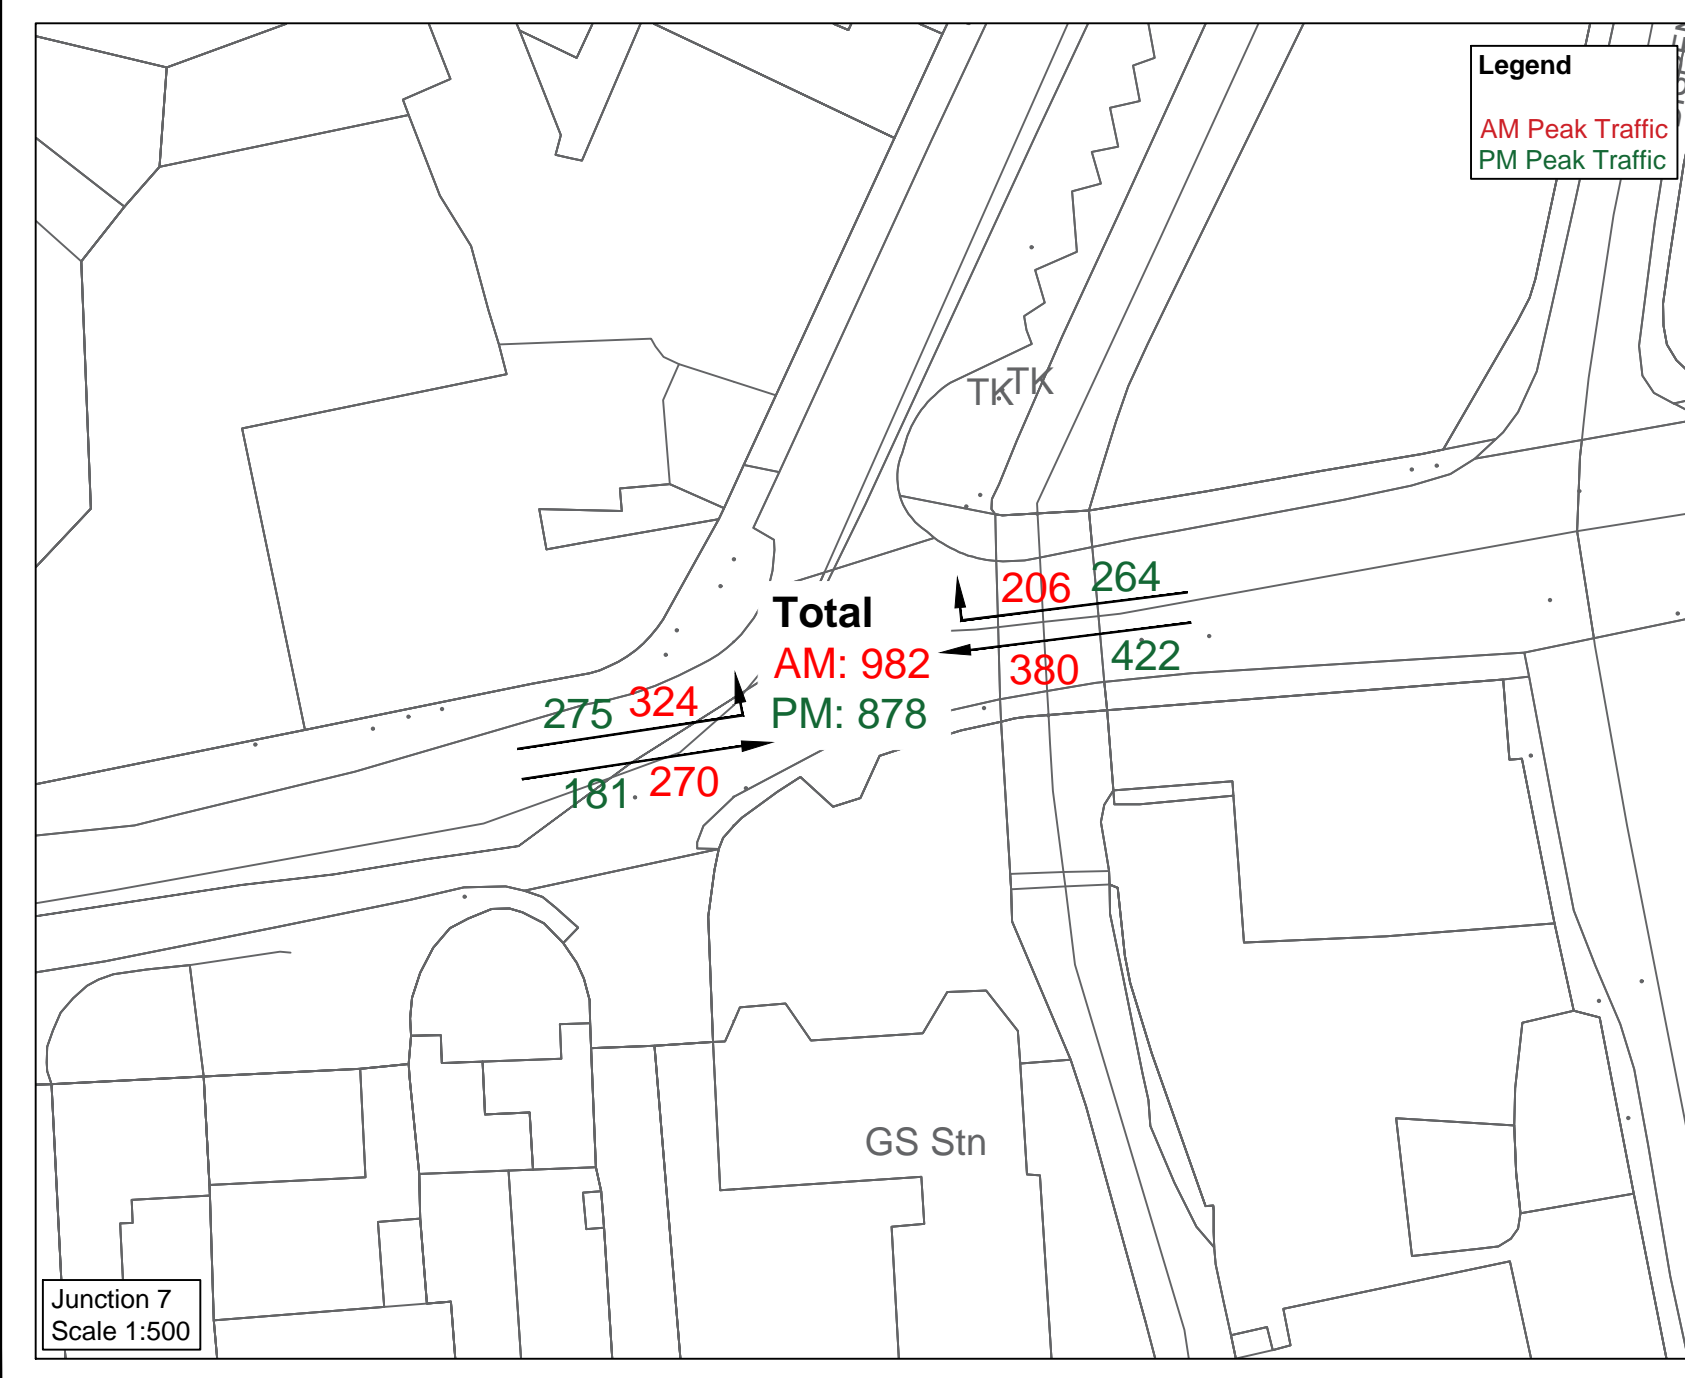 Legend
AM Peak Traffic
PM Peak Traffic
TK TK
206 264
Total
AM: 982
PM: 878
380 422
275 324
181 270
GS Stn
Junction 7
Scale 1:500